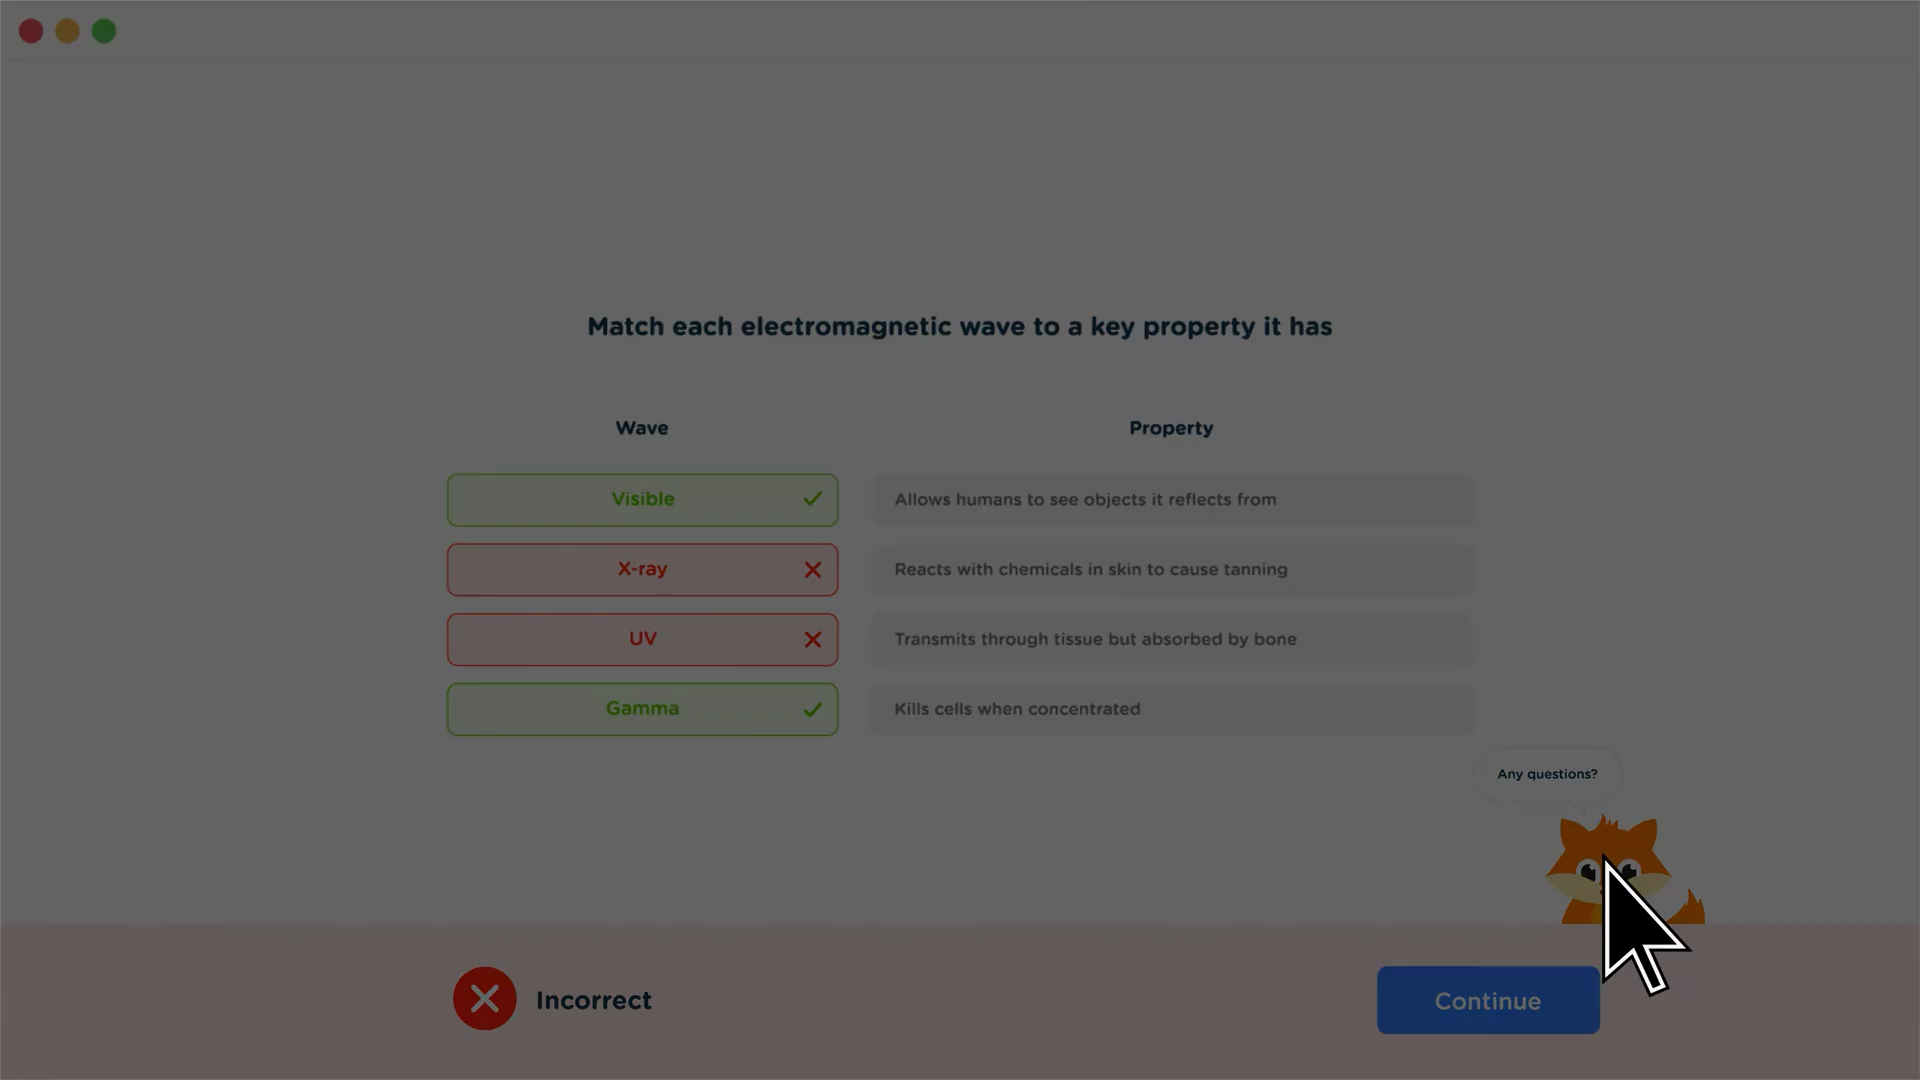 Match each electromagnetic wave to a key property it has
Wave Property
Visible Allows humans to see objects it reflects from
X-ray Reacts with chemicals in skin to cause tanning
UV Transmits through tissue but absorbed by bone
Gamma Kills cells when concentrated
Any questions?
Incorrect Continue